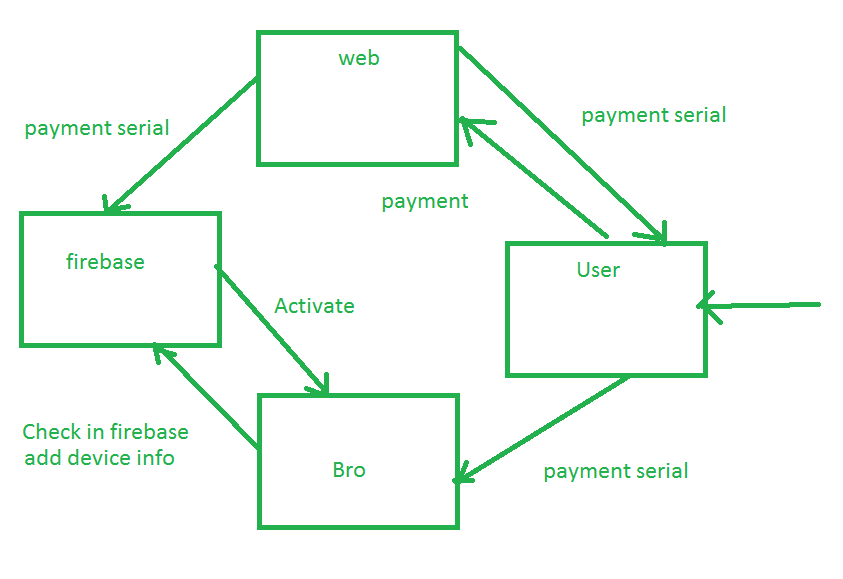 web
payment serial
payment serial
payment
firebase
User
Activate
Check in firebase
add device info
Bro
payment serial